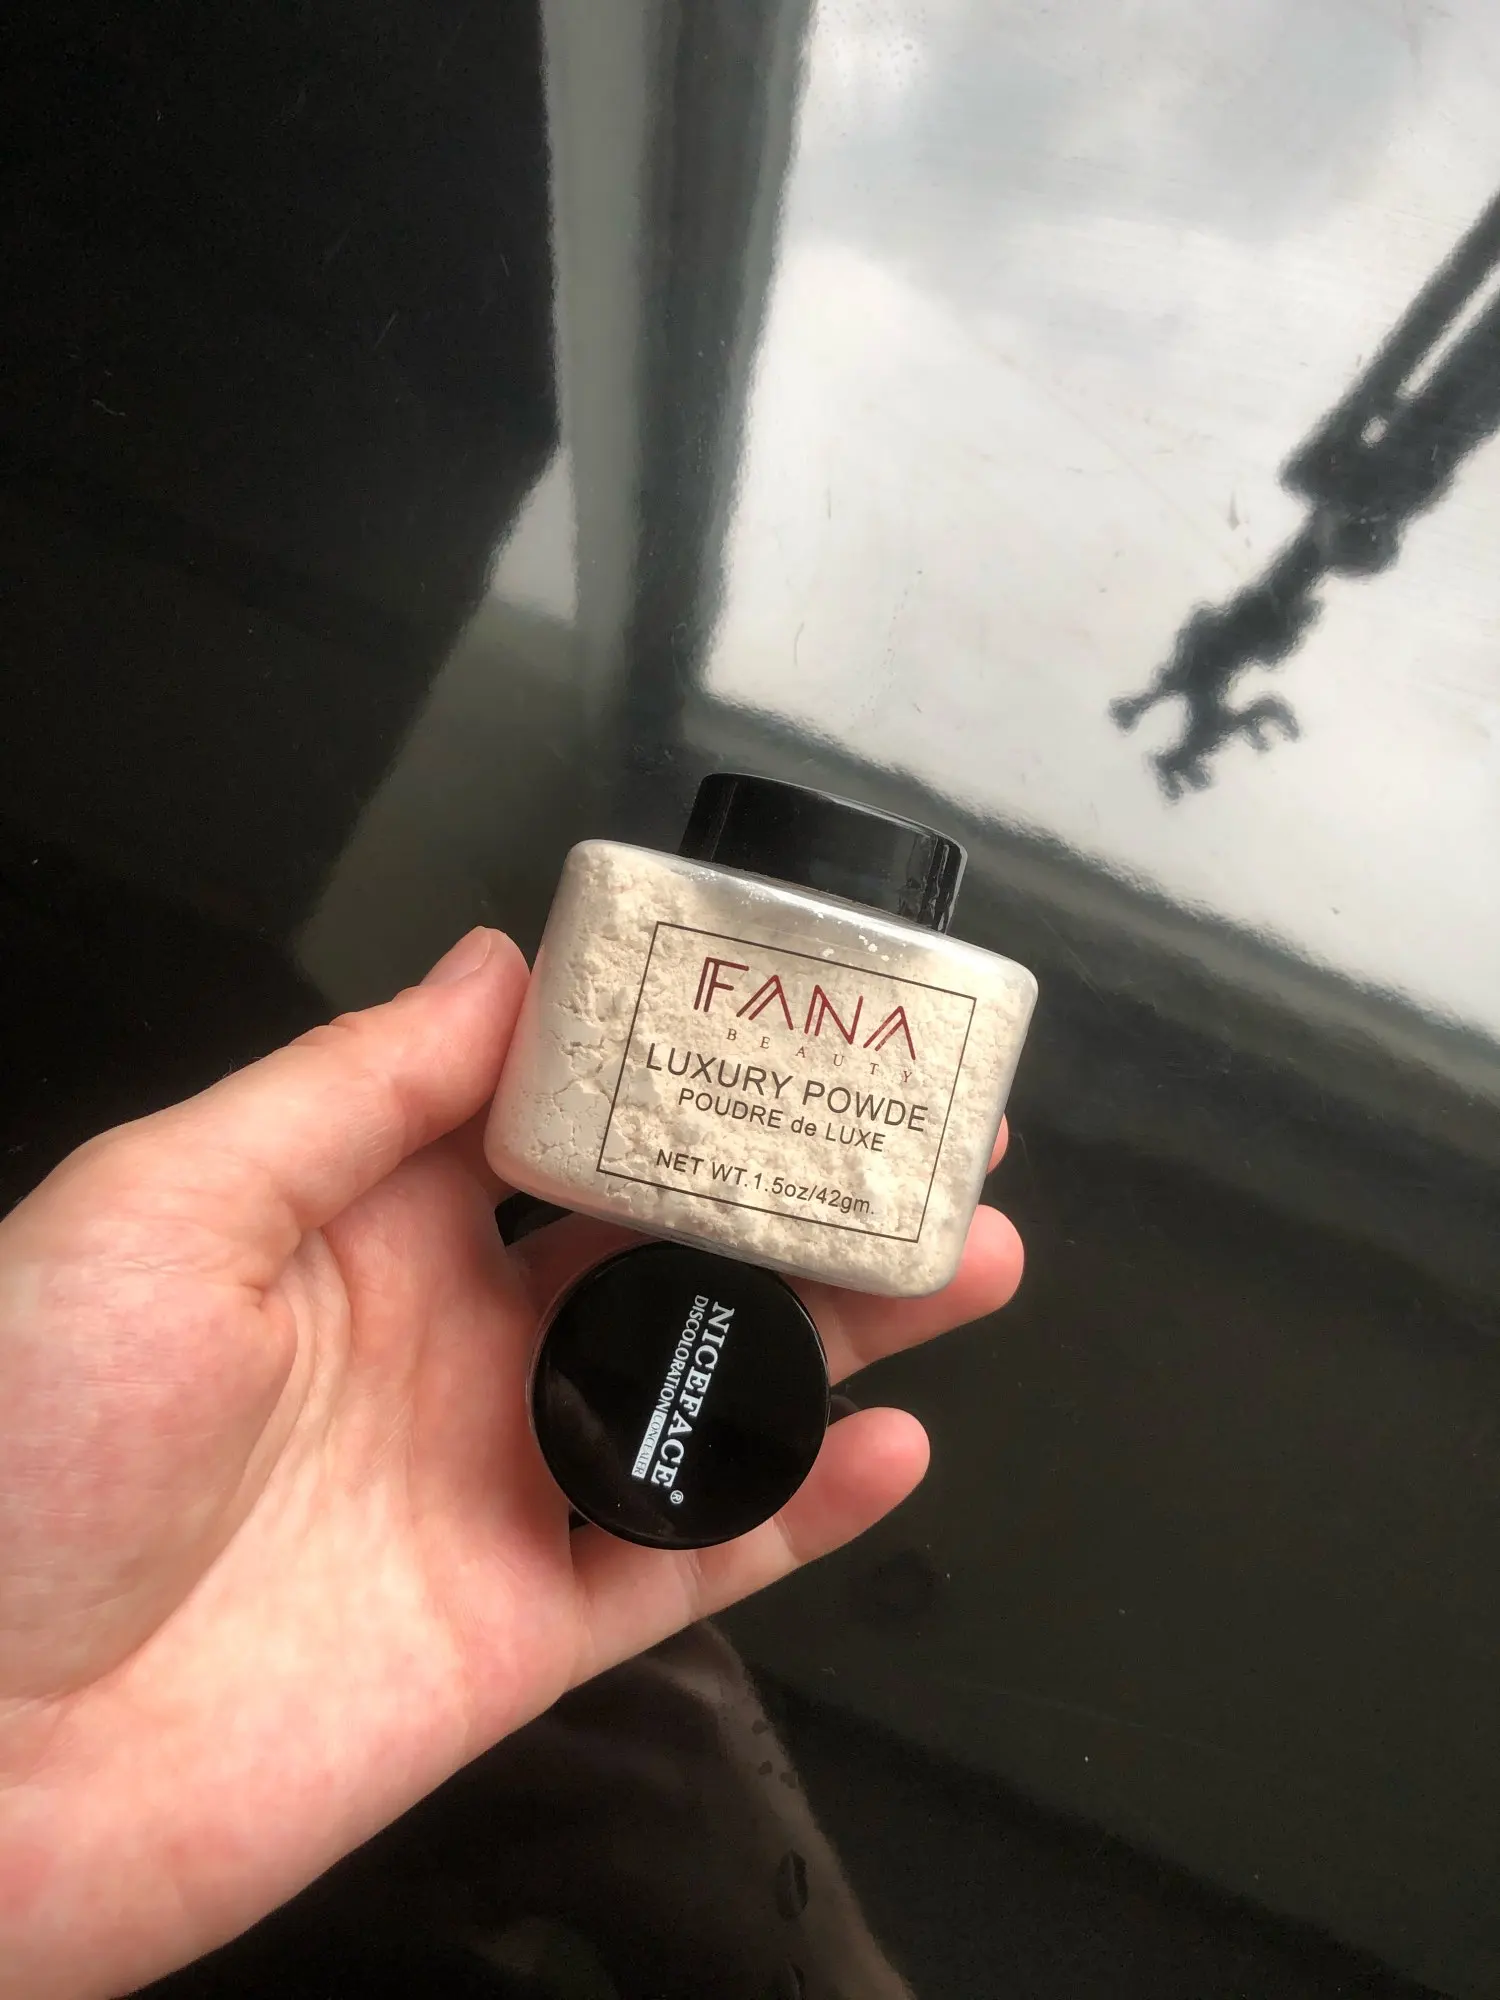 FANA
BEAUTY
LUXURY POWDE
POUDRE de LUXE
NET WT.1.5oz/42gm.
NICEFACE®
DISCOLORATION CONCEALER